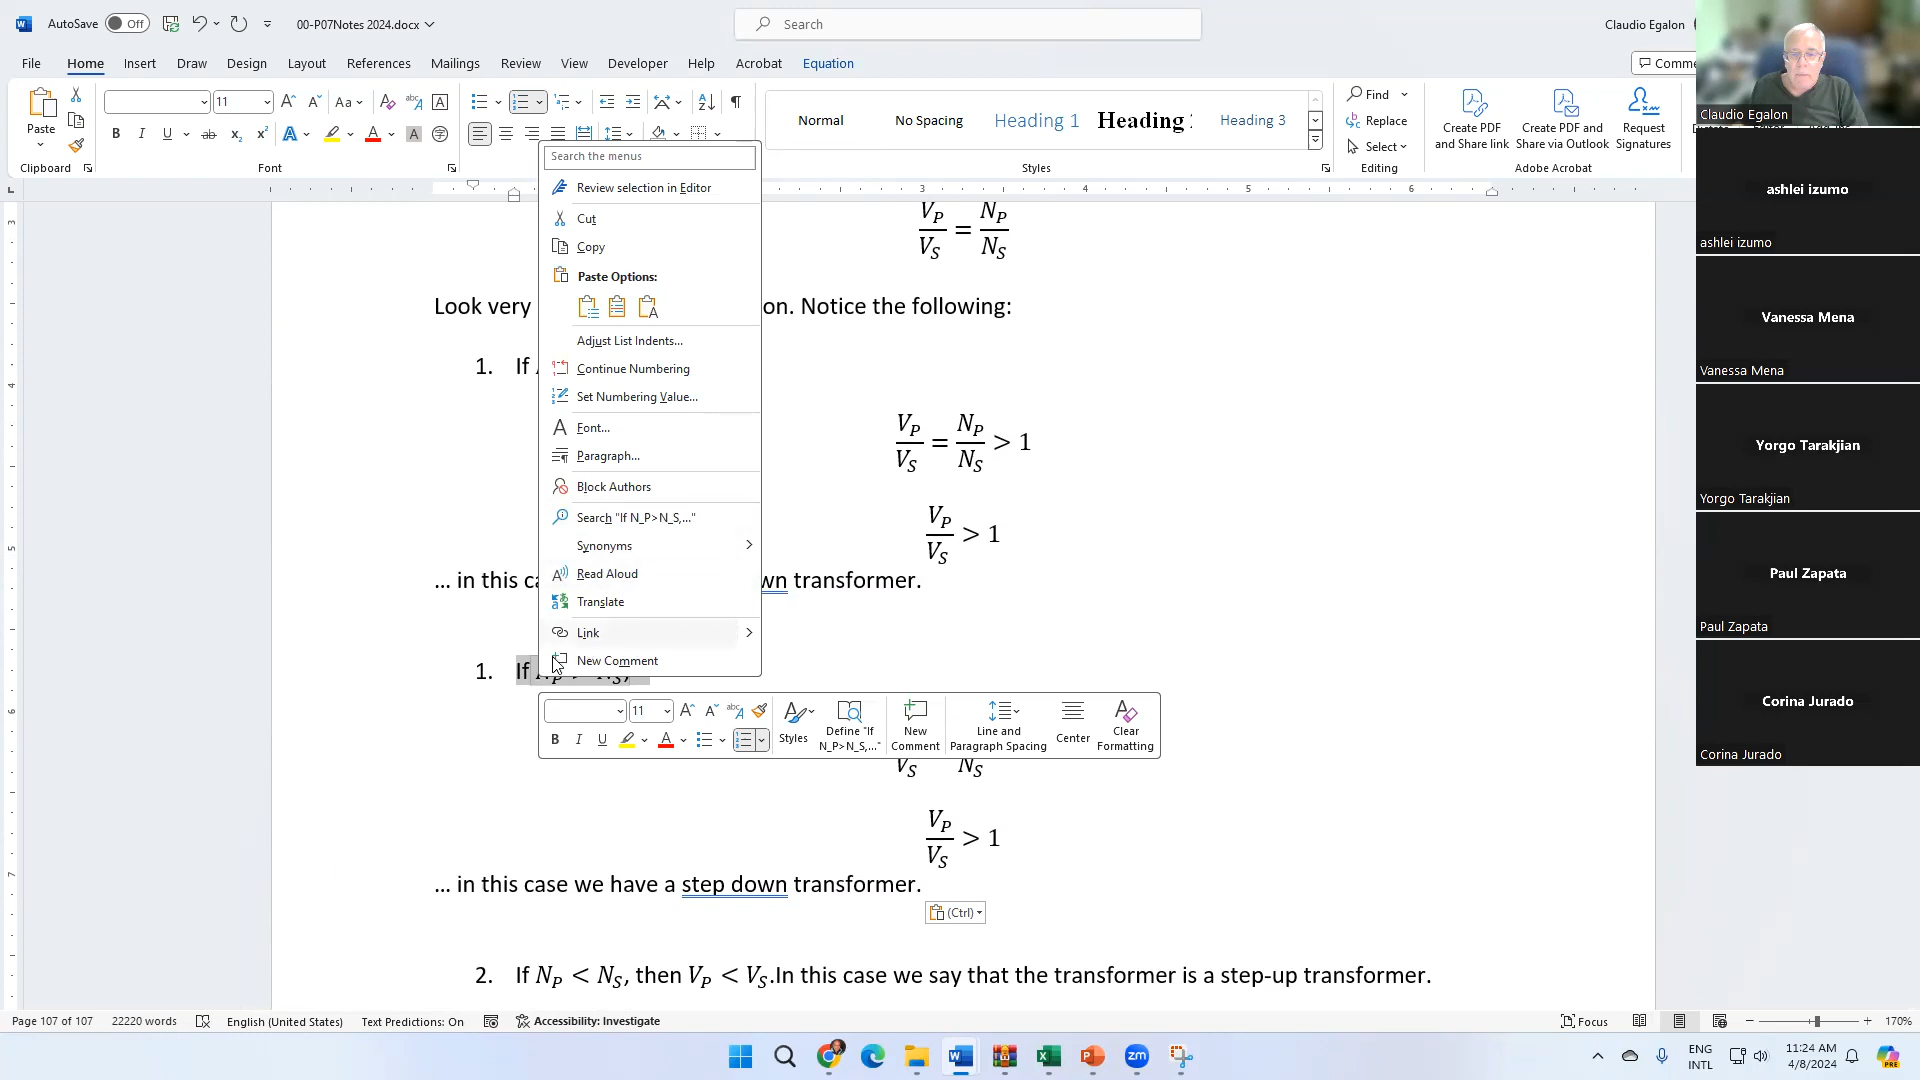 AutoSave Off 00-P07Notes 2024.docx Search Claudio Egalon
File Home Insert Draw Design Layout References Mailings Review View Developer Help Acrobat Equation
Paste 11 Aa Normal No Spacing Heading 1 Heading 3 Find Replace Select Create PDF and Share link Create PDF and Share via Outlook Request Signatures
Clipboard Font Styles Editing Adobe Acrobat
3 4 5 6
V_P/V_S = N_P/N_S
Look very on. Notice the following:
1. If
V_P/V_S = N_P/N_S > 1
V_P/V_S > 1
... in this wn transformer.
1. If N_P > N_S,
V_S N_S
V_P/V_S > 1
... in this case we have a step down transformer.
(Ctrl)
2. If N_P < N_S, then V_P < V_S.In this case we say that the transformer is a step-up transformer.
Search the menus
Review selection in Editor
Cut
Copy
Paste Options:
Adjust List Indents...
Continue Numbering
Set Numbering Value...
Font...
Paragraph...
Block Authors
Search "If N_P>N_S,..."
Synonyms
Read Aloud
Translate
Link
New Comment
11 Styles Define "If N_P>N_S,..." New Comment Line and Paragraph Spacing Center Clear Formatting
B I U
Claudio Egalon
ashlei izumo
ashlei izumo
Vanessa Mena
Vanessa Mena
Yorgo Tarakjian
Yorgo Tarakjian
Paul Zapata
Paul Zapata
Corina Jurado
Corina Jurado
Page 107 of 107 22220 words English (United States) Text Predictions: On Accessibility: Investigate Focus 170%
ENG INTL 11:24 AM 4/8/2024